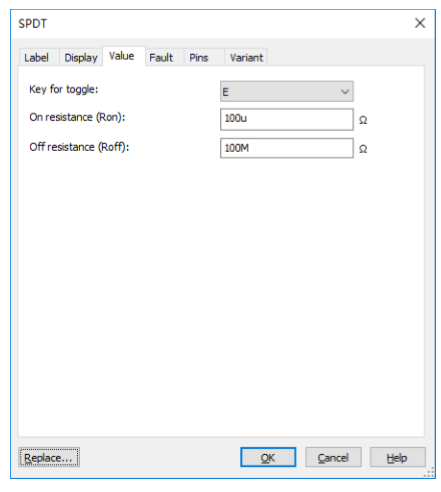 SPDT
Label Display Value Fault Pins Variant
Key for toggle: E
On resistance (Ron): 100u Ω
Off resistance (Roff): 100M Ω
Replace... OK Cancel Help